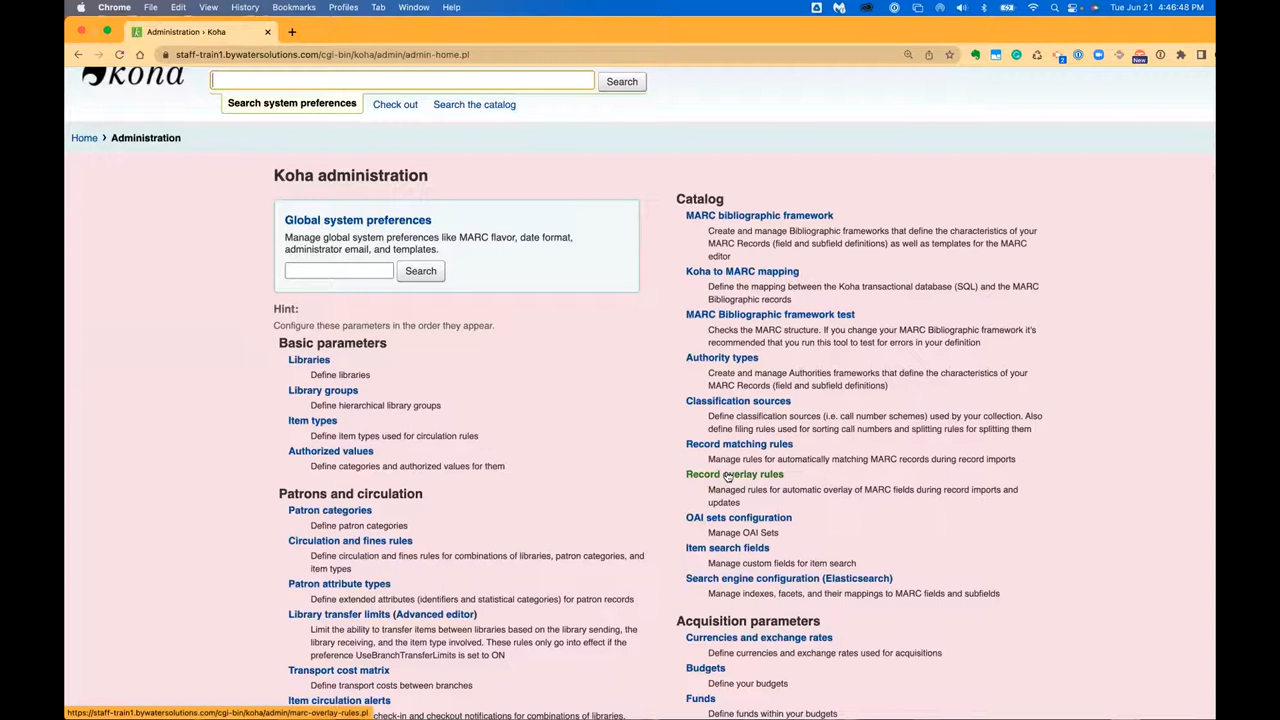 Chrome File Edit View History Bookmarks Profiles Tab Window Help Tue Jun 21 4:46:48 PM
Administration › Koha
staff-train1.bywatersolutions.com/cgi-bin/koha/admin/admin-home.pl
New
koha
Search
Search system preferences Check out Search the catalog
Home › Administration
Koha administration
Global system preferences
Manage global system preferences like MARC flavor, date format,
administrator email, and templates.
Search
Hint:
Configure these parameters in the order they appear.
Basic parameters
Libraries
Define libraries
Library groups
Define hierarchical library groups
Item types
Define item types used for circulation rules
Authorized values
Define categories and authorized values for them
Patrons and circulation
Patron categories
Define patron categories
Circulation and fines rules
Define circulation and fines rules for combinations of libraries, patron categories, and
item types
Patron attribute types
Define extended attributes (identifiers and statistical categories) for patron records
Library transfer limits (Advanced editor)
Limit the ability to transfer items between libraries based on the library sending, the
library receiving, and the item type involved. These rules only go into effect if the
preference UseBranchTransferLimits is set to ON
Transport cost matrix
Define transport costs between branches
Item circulation alerts
check-in and checkout notifications for combinations of libraries,
Catalog
MARC bibliographic framework
Create and manage Bibliographic frameworks that define the characteristics of your
MARC Records (field and subfield definitions) as well as templates for the MARC
editor
Koha to MARC mapping
Define the mapping between the Koha transactional database (SQL) and the MARC
Bibliographic records
MARC Bibliographic framework test
Checks the MARC structure. If you change your MARC Bibliographic framework it's
recommended that you run this tool to test for errors in your definition
Authority types
Create and manage Authorities frameworks that define the characteristics of your
MARC Records (field and subfield definitions)
Classification sources
Define classification sources (i.e. call number schemes) used by your collection. Also
define filing rules used for sorting call numbers and splitting rules for splitting them
Record matching rules
Manage rules for automatically matching MARC records during record imports
Record overlay rules
Managed rules for automatic overlay of MARC fields during record imports and
updates
OAI sets configuration
Manage OAI Sets
Item search fields
Manage custom fields for item search
Search engine configuration (Elasticsearch)
Manage indexes, facets, and their mappings to MARC fields and subfields
Acquisition parameters
Currencies and exchange rates
Define currencies and exchange rates used for acquisitions
Budgets
Define your budgets
Funds
Define funds within your budgets
https://staff-train1.bywatersolutions.com/cgi-bin/koha/admin/marc-overlay-rules.pl